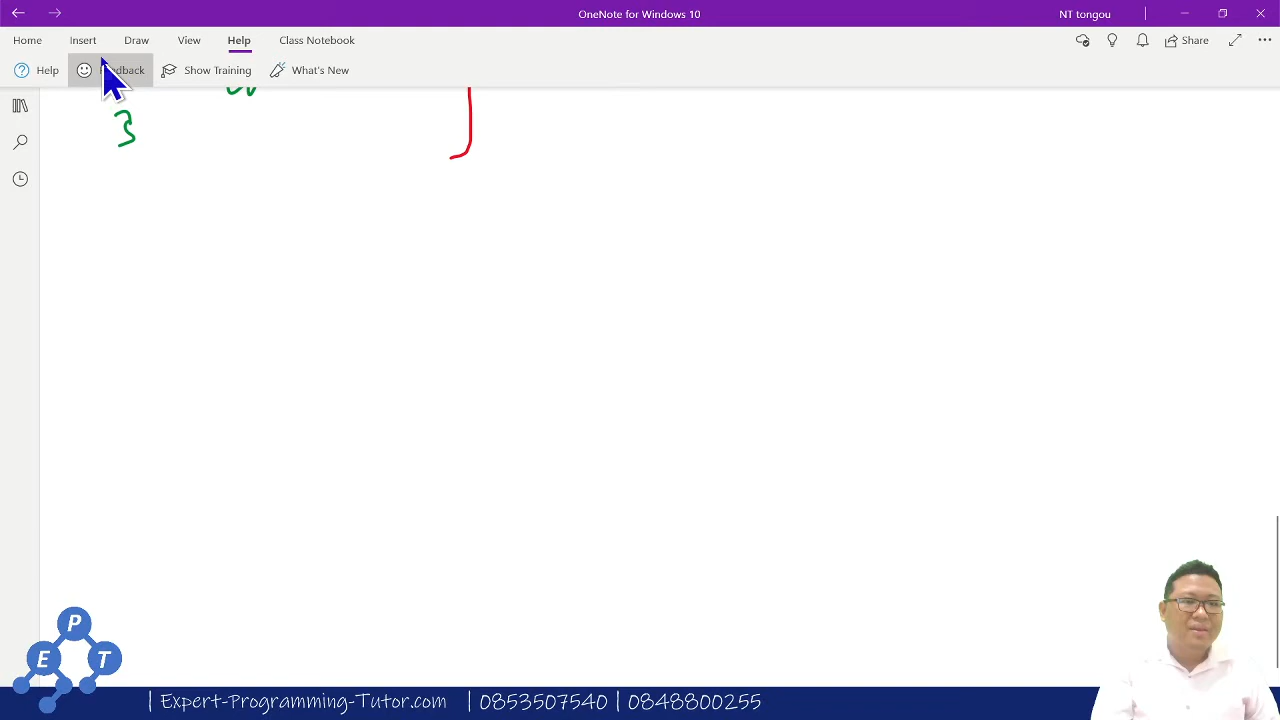 OneNote for Windows 10
NT tongou
Home Insert Draw View Help Class Notebook
Share
Help Feedback Show Training What's New
3
P
E T
| Expert-Programming-Tutor.com | 0853507540 | 0848800255